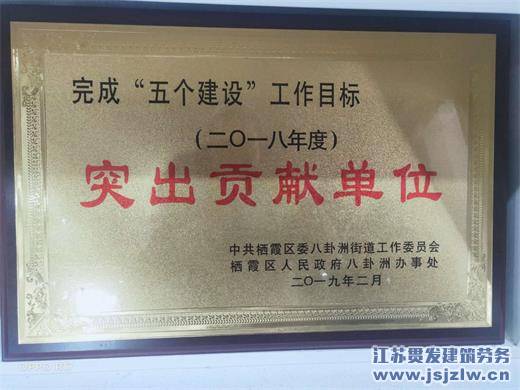 完成“五个建设”工作目标
（二〇一八年度）
突出贡献单位
中共栖霞区委八卦洲街道工作委员会
栖霞区人民政府八卦洲办事处
二〇一九年二月
江苏贯发建筑劳务
www.jsjzlw.cn